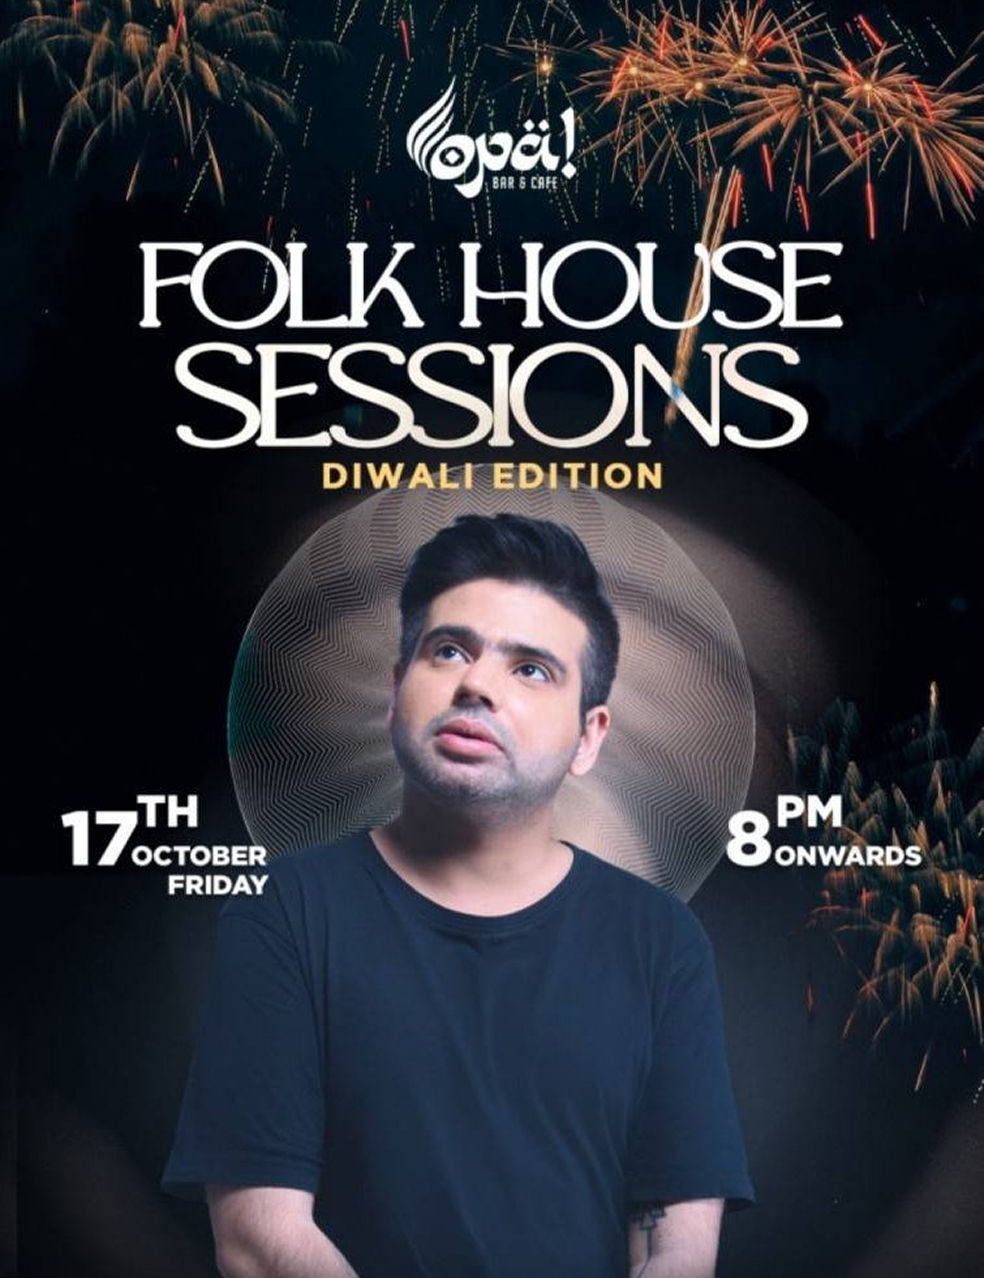 opä!
BAR & CAFE
FOLK HOUSE
SESSIONS
DIWALI EDITION
17TH
OCTOBER
FRIDAY
8PM
ONWARDS